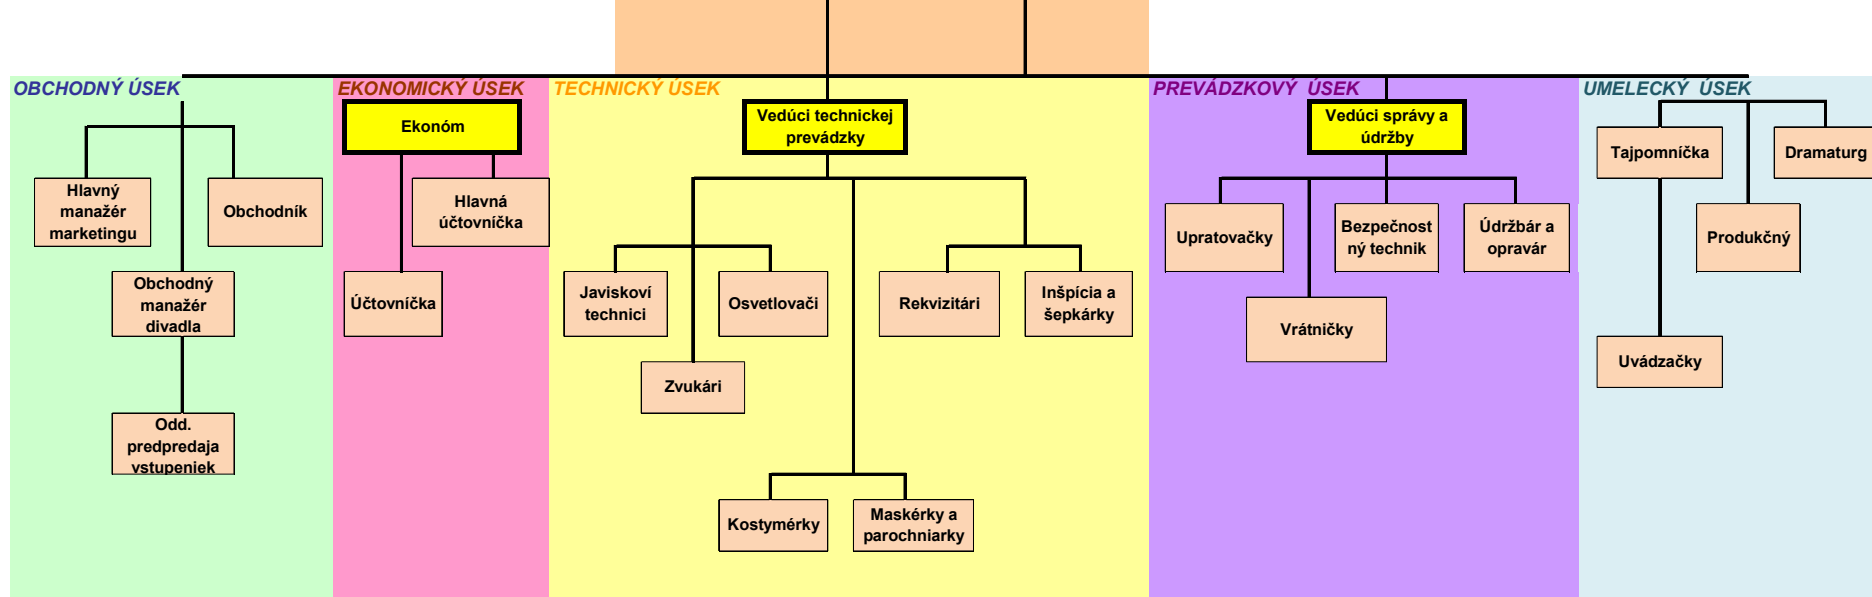 OBCHODNÝ ÚSEK
EKONOMICKÝ ÚSEK
TECHNICKÝ ÚSEK
PREVÁDZKOVÝ ÚSEK
UMELECKÝ ÚSEK
Ekonóm
Vedúci technickej
prevádzky
Vedúci správy a
údržby
Tajpomníčka
Dramaturg
Hlavný
manažér
marketingu
Obchodník
Hlavná
účtovníčka
Upratovačky
Bezpečnost
ný technik
Údržbár a
opravár
Produkčný
Obchodný
manažér
divadla
Účtovníčka
Javiskoví
technici
Osvetlovači
Rekvizitári
Inšpícia a
šepkárky
Vrátničky
Uvádzačky
Zvukári
Odd.
predpredaja
vstupeniek
Kostymérky
Maskérky a
parochniarky